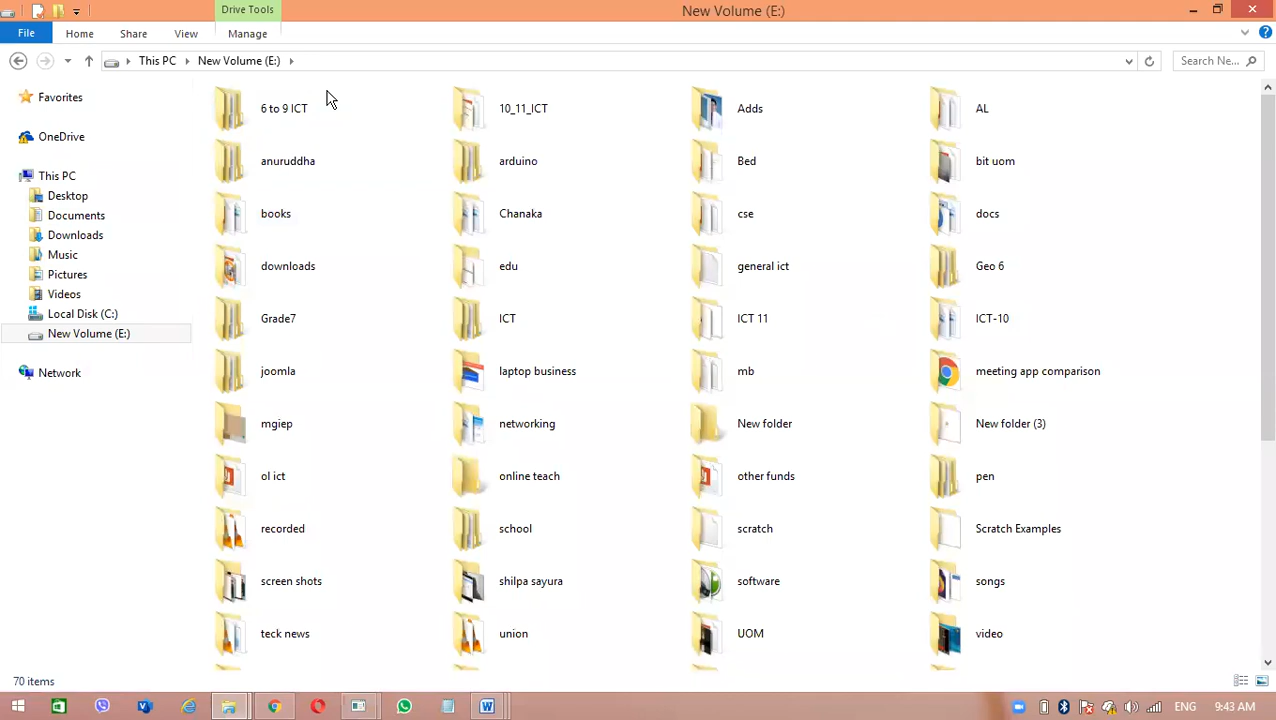 Drive Tools
New Volume (E:)
File
Home
Share
View
Manage
This PC
New Volume (E:)
Search Ne...
Favorites
OneDrive
This PC
Desktop
Documents
Downloads
Music
Pictures
Videos
Local Disk (C:)
New Volume (E:)
Network
6 to 9 ICT
10_11_ICT
Adds
AL
anuruddha
arduino
Bed
bit uom
books
Chanaka
cse
docs
downloads
edu
general ict
Geo 6
Grade7
ICT
ICT 11
ICT-10
joomla
laptop business
mb
meeting app comparison
mgiep
networking
New folder
New folder (3)
ol ict
online teach
other funds
pen
recorded
school
scratch
Scratch Examples
screen shots
shilpa sayura
software
songs
teck news
union
UOM
video
70 items
ENG
9:43 AM